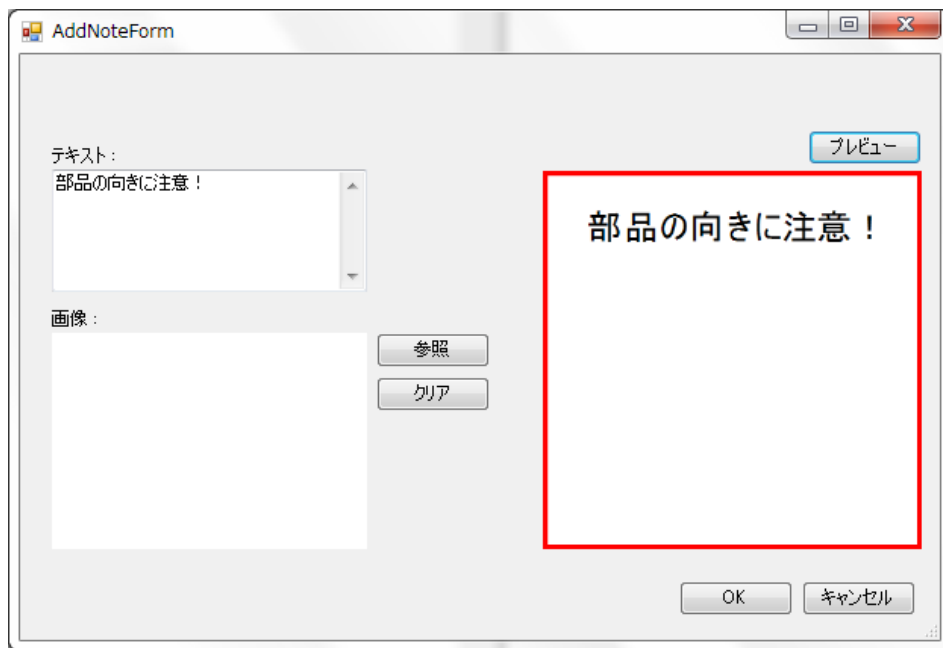 AddNoteForm
テキスト：
部品の向きに注意！
画像：
参照
クリア
プレビュー
部品の向きに注意！
OK
キャンセル